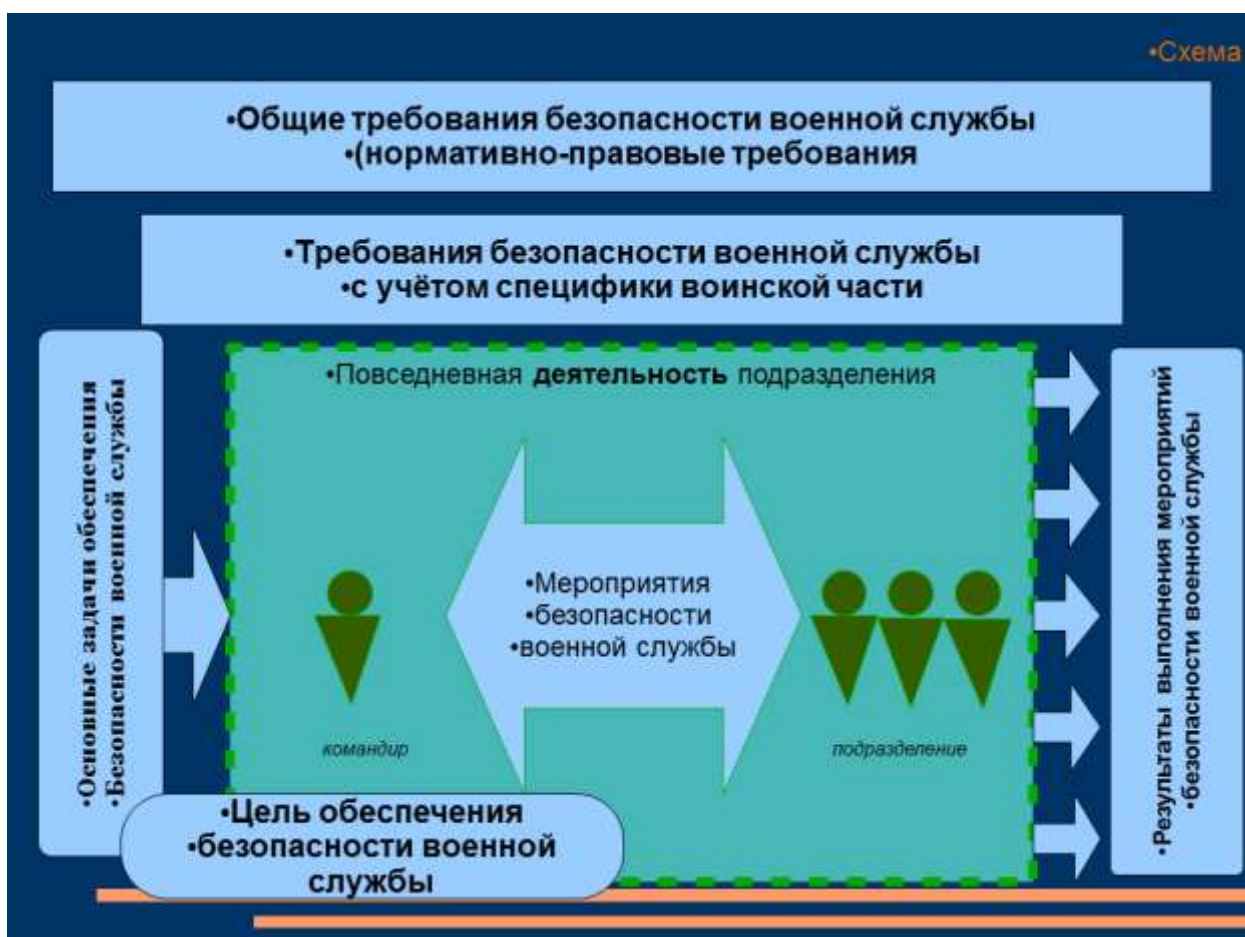 •Схема
•Общие требования безопасности военной службы
•(нормативно-правовые требования
•Требования безопасности военной службы
•с учётом специфики воинской части
•Основные задачи обеспечения
•Безопасности военной службы
•Повседневная деятельность подразделения
•Мероприятия
•безопасности
•военной службы
командир
подразделение
•Цель обеспечения
•безопасности военной
службы
•Результаты выполнения мероприятий
•безопасности военной службы